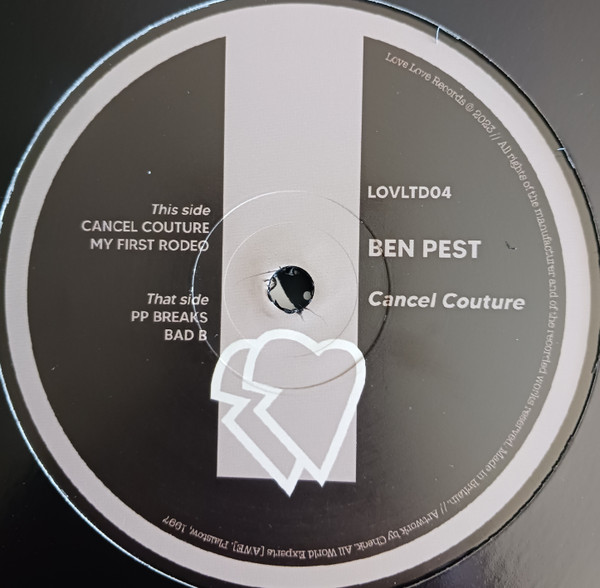 This side
CANCEL COUTURE
MY FIRST RODEO
That side
PP BREAKS
BAD B
LOVLTD04
BEN PEST
Cancel Couture
Love Love Records © 2023 // All rights of the manufacturer and of the recorded works reserved. Made in Britain. // Artwork by Chenk. All World Experts [AWE], Plaistow, 1997